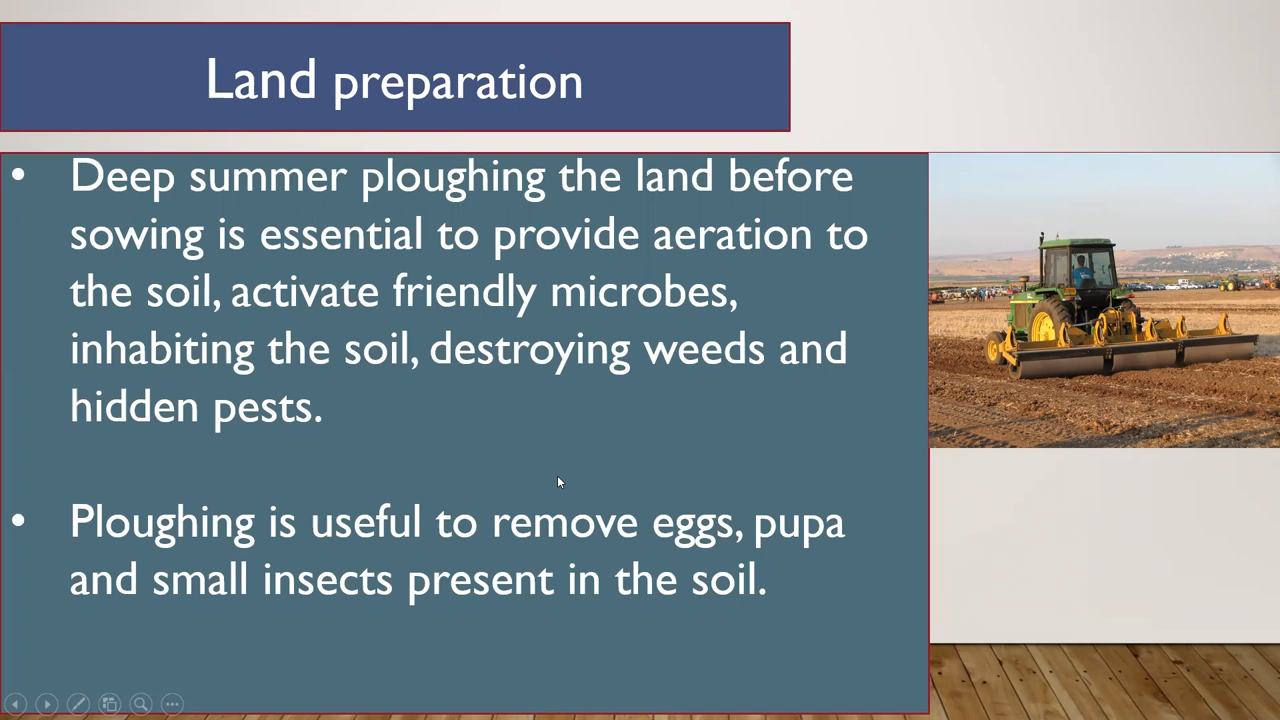 Land preparation
• Deep summer ploughing the land before
sowing is essential to provide aeration to
the soil, activate friendly microbes,
inhabiting the soil, destroying weeds and
hidden pests.
• Ploughing is useful to remove eggs, pupa
and small insects present in the soil.